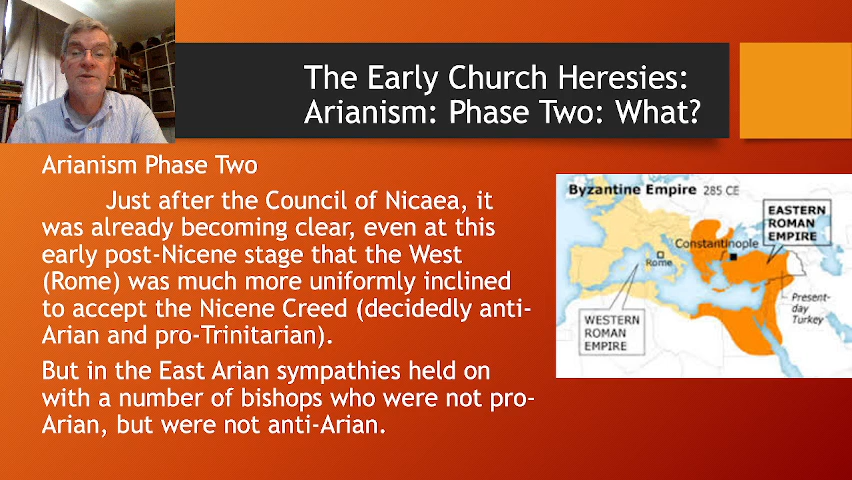 The Early Church Heresies:
Arianism: Phase Two: What?
Arianism Phase Two
Just after the Council of Nicaea, it
was already becoming clear, even at this
early post-Nicene stage that the West
(Rome) was much more uniformly inclined
to accept the Nicene Creed (decidedly anti-
Arian and pro-Trinitarian).
But in the East Arian sympathies held on
with a number of bishops who were not pro-
Arian, but were not anti-Arian.
Byzantine Empire 285 CE
EASTERN
ROMAN
EMPIRE
Constantinople
Rome
Present-
day
Turkey
WESTERN
ROMAN
EMPIRE